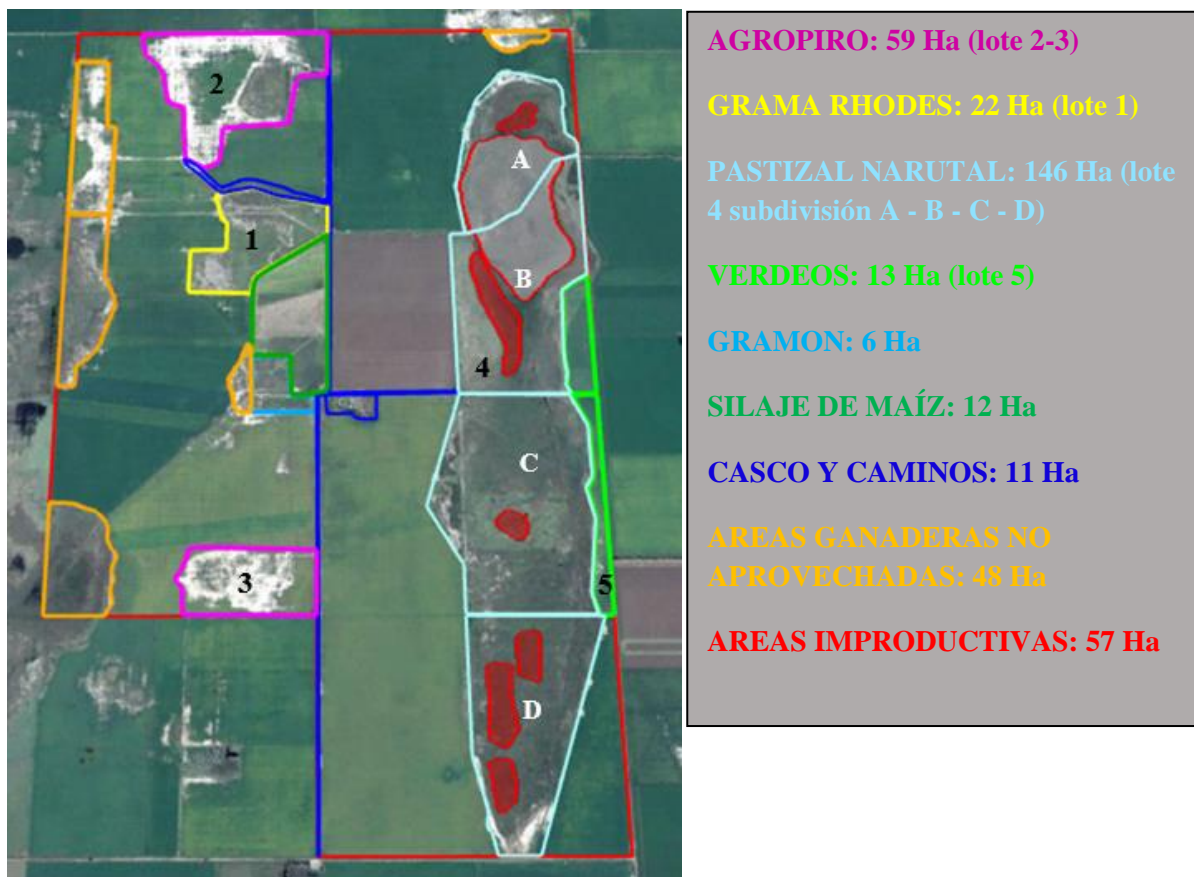 2
1
A
B
4
C
5
3
D
AGROPIRO: 59 Ha (lote 2-3)
GRAMA RHODES: 22 Ha (lote 1)
PASTIZAL NARUTAL: 146 Ha (lote
4 subdivisión A - B - C - D)
VERDEOS: 13 Ha (lote 5)
GRAMON: 6 Ha
SILAJE DE MAÍZ: 12 Ha
CASCO Y CAMINOS: 11 Ha
AREAS GANADERAS NO
APROVECHADAS: 48 Ha
AREAS IMPRODUCTIVAS: 57 Ha